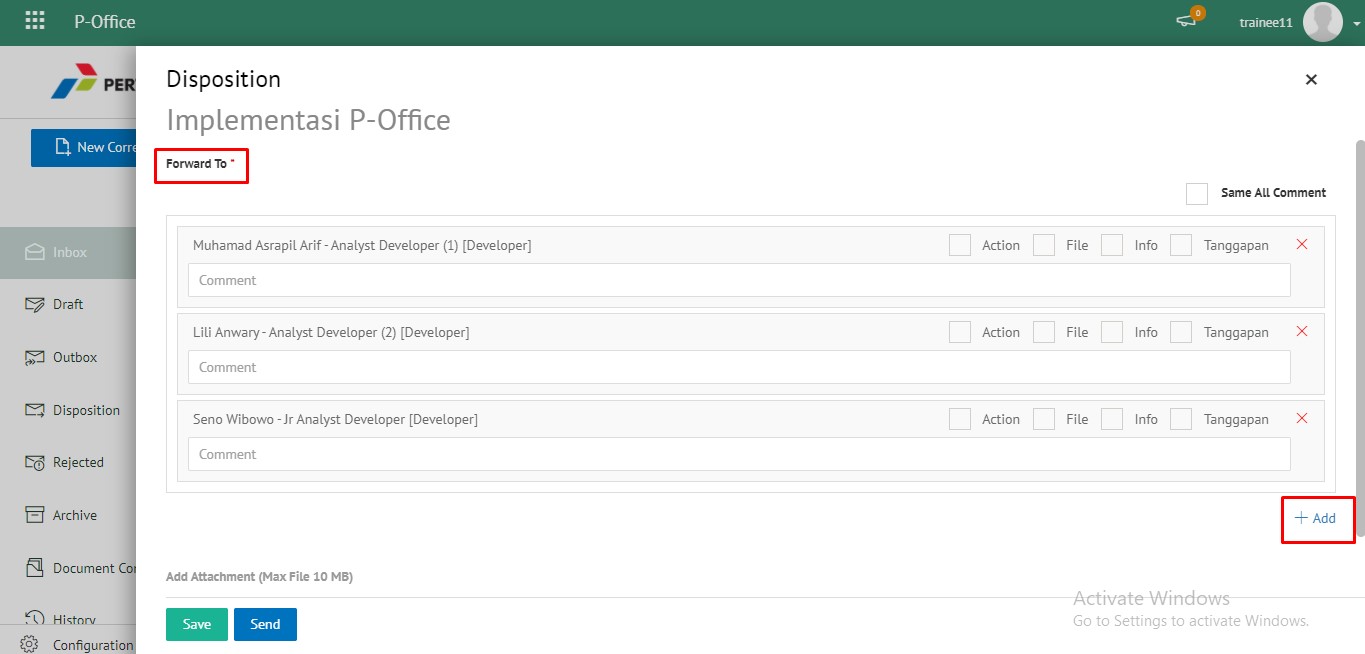 P-Office
0
trainee11
PER
Disposition
Implementasi P-Office
New Corre
Forward To *
Same All Comment
Muhamad Asrapil Arif - Analyst Developer (1) [Developer]
Action
File
Info
Tanggapan
Comment
Lili Anwary - Analyst Developer (2) [Developer]
Action
File
Info
Tanggapan
Comment
Seno Wibowo - Jr Analyst Developer [Developer]
Action
File
Info
Tanggapan
Comment
Add
Inbox
Draft
Outbox
Disposition
Rejected
Archive
Document Cor
History
Configuration
Add Attachment (Max File 10 MB)
Save
Send
Activate Windows
Go to Settings to activate Windows.